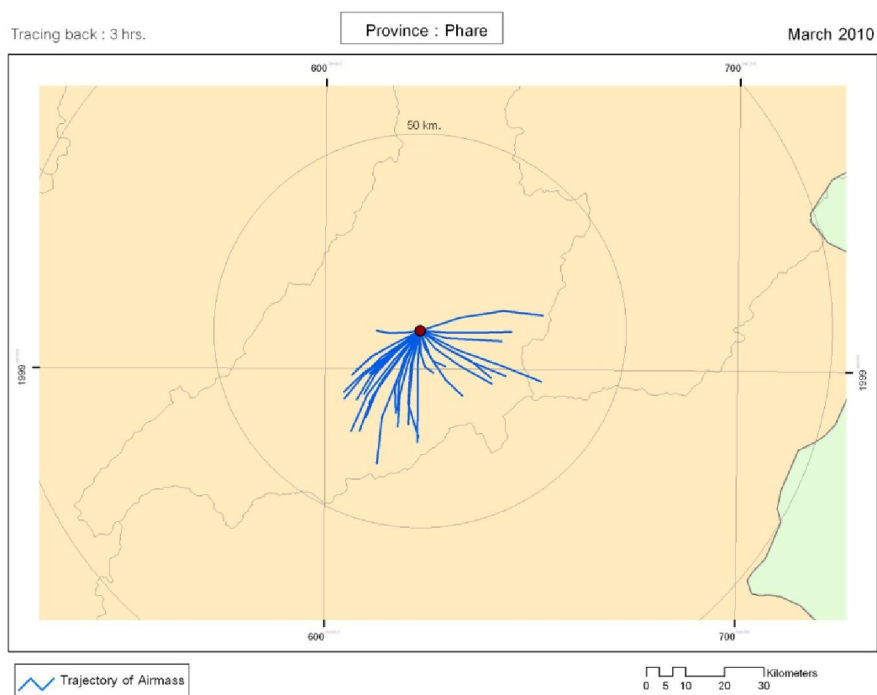 Tracing back : 3 hrs.
Province : Phare
March 2010
600
700
50 km.
1999
1999
600
700
Trajectory of Airmass
Kilometers
0 5 10 20 30